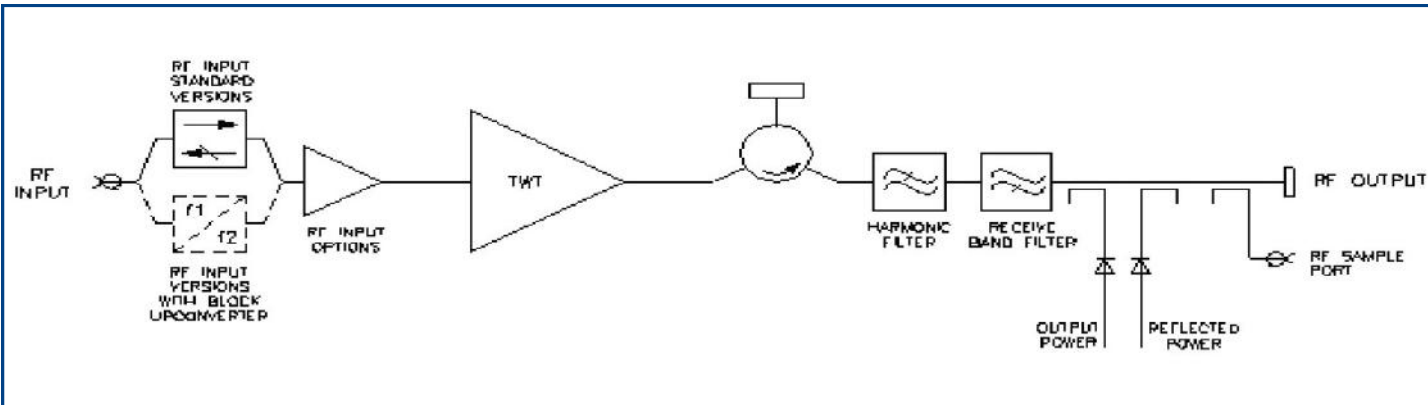 RF INPUT
STANDARD
VERSIONS
RF
INPUT
f1
f2
RF INPUT
VERSIONS
WITH BLOCK
UPCONVERTER
RF INPUT
OPTIONS
TWT
HARMONIC
FILTER
RECEIVE
BAND FILTER
OUTPUT
POWER
REFLECTED
POWER
RF OUTPUT
RF SAMPLE
PORT